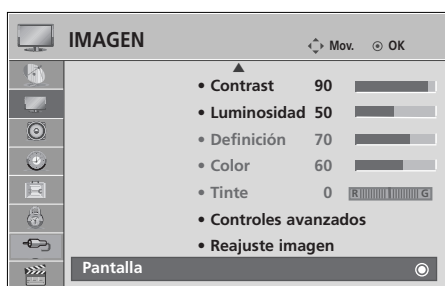 IMAGEN Mov. OK
• Contrast 90
• Luminosidad 50
• Definición 70
• Color 60
• Tinte 0 R G
• Controles avanzados
• Reajuste imagen
Pantalla